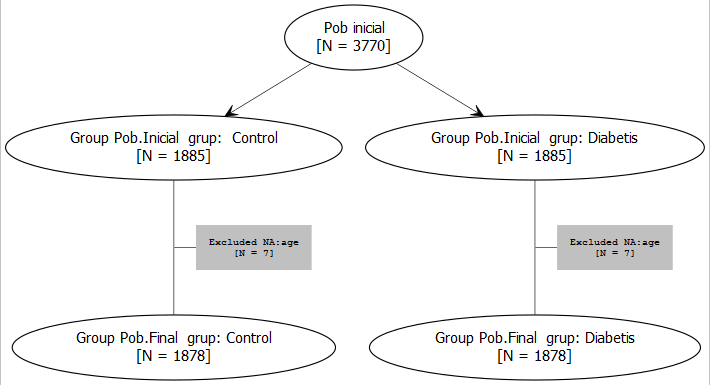 Pob inicial
[N = 3770]
Group Pob.Inicial grup: Control
[N = 1885]
Group Pob.Inicial grup: Diabetis
[N = 1885]
Excluded NA:age
[N = 7]
Excluded NA:age
[N = 7]
Group Pob.Final grup: Control
[N = 1878]
Group Pob.Final grup: Diabetis
[N = 1878]